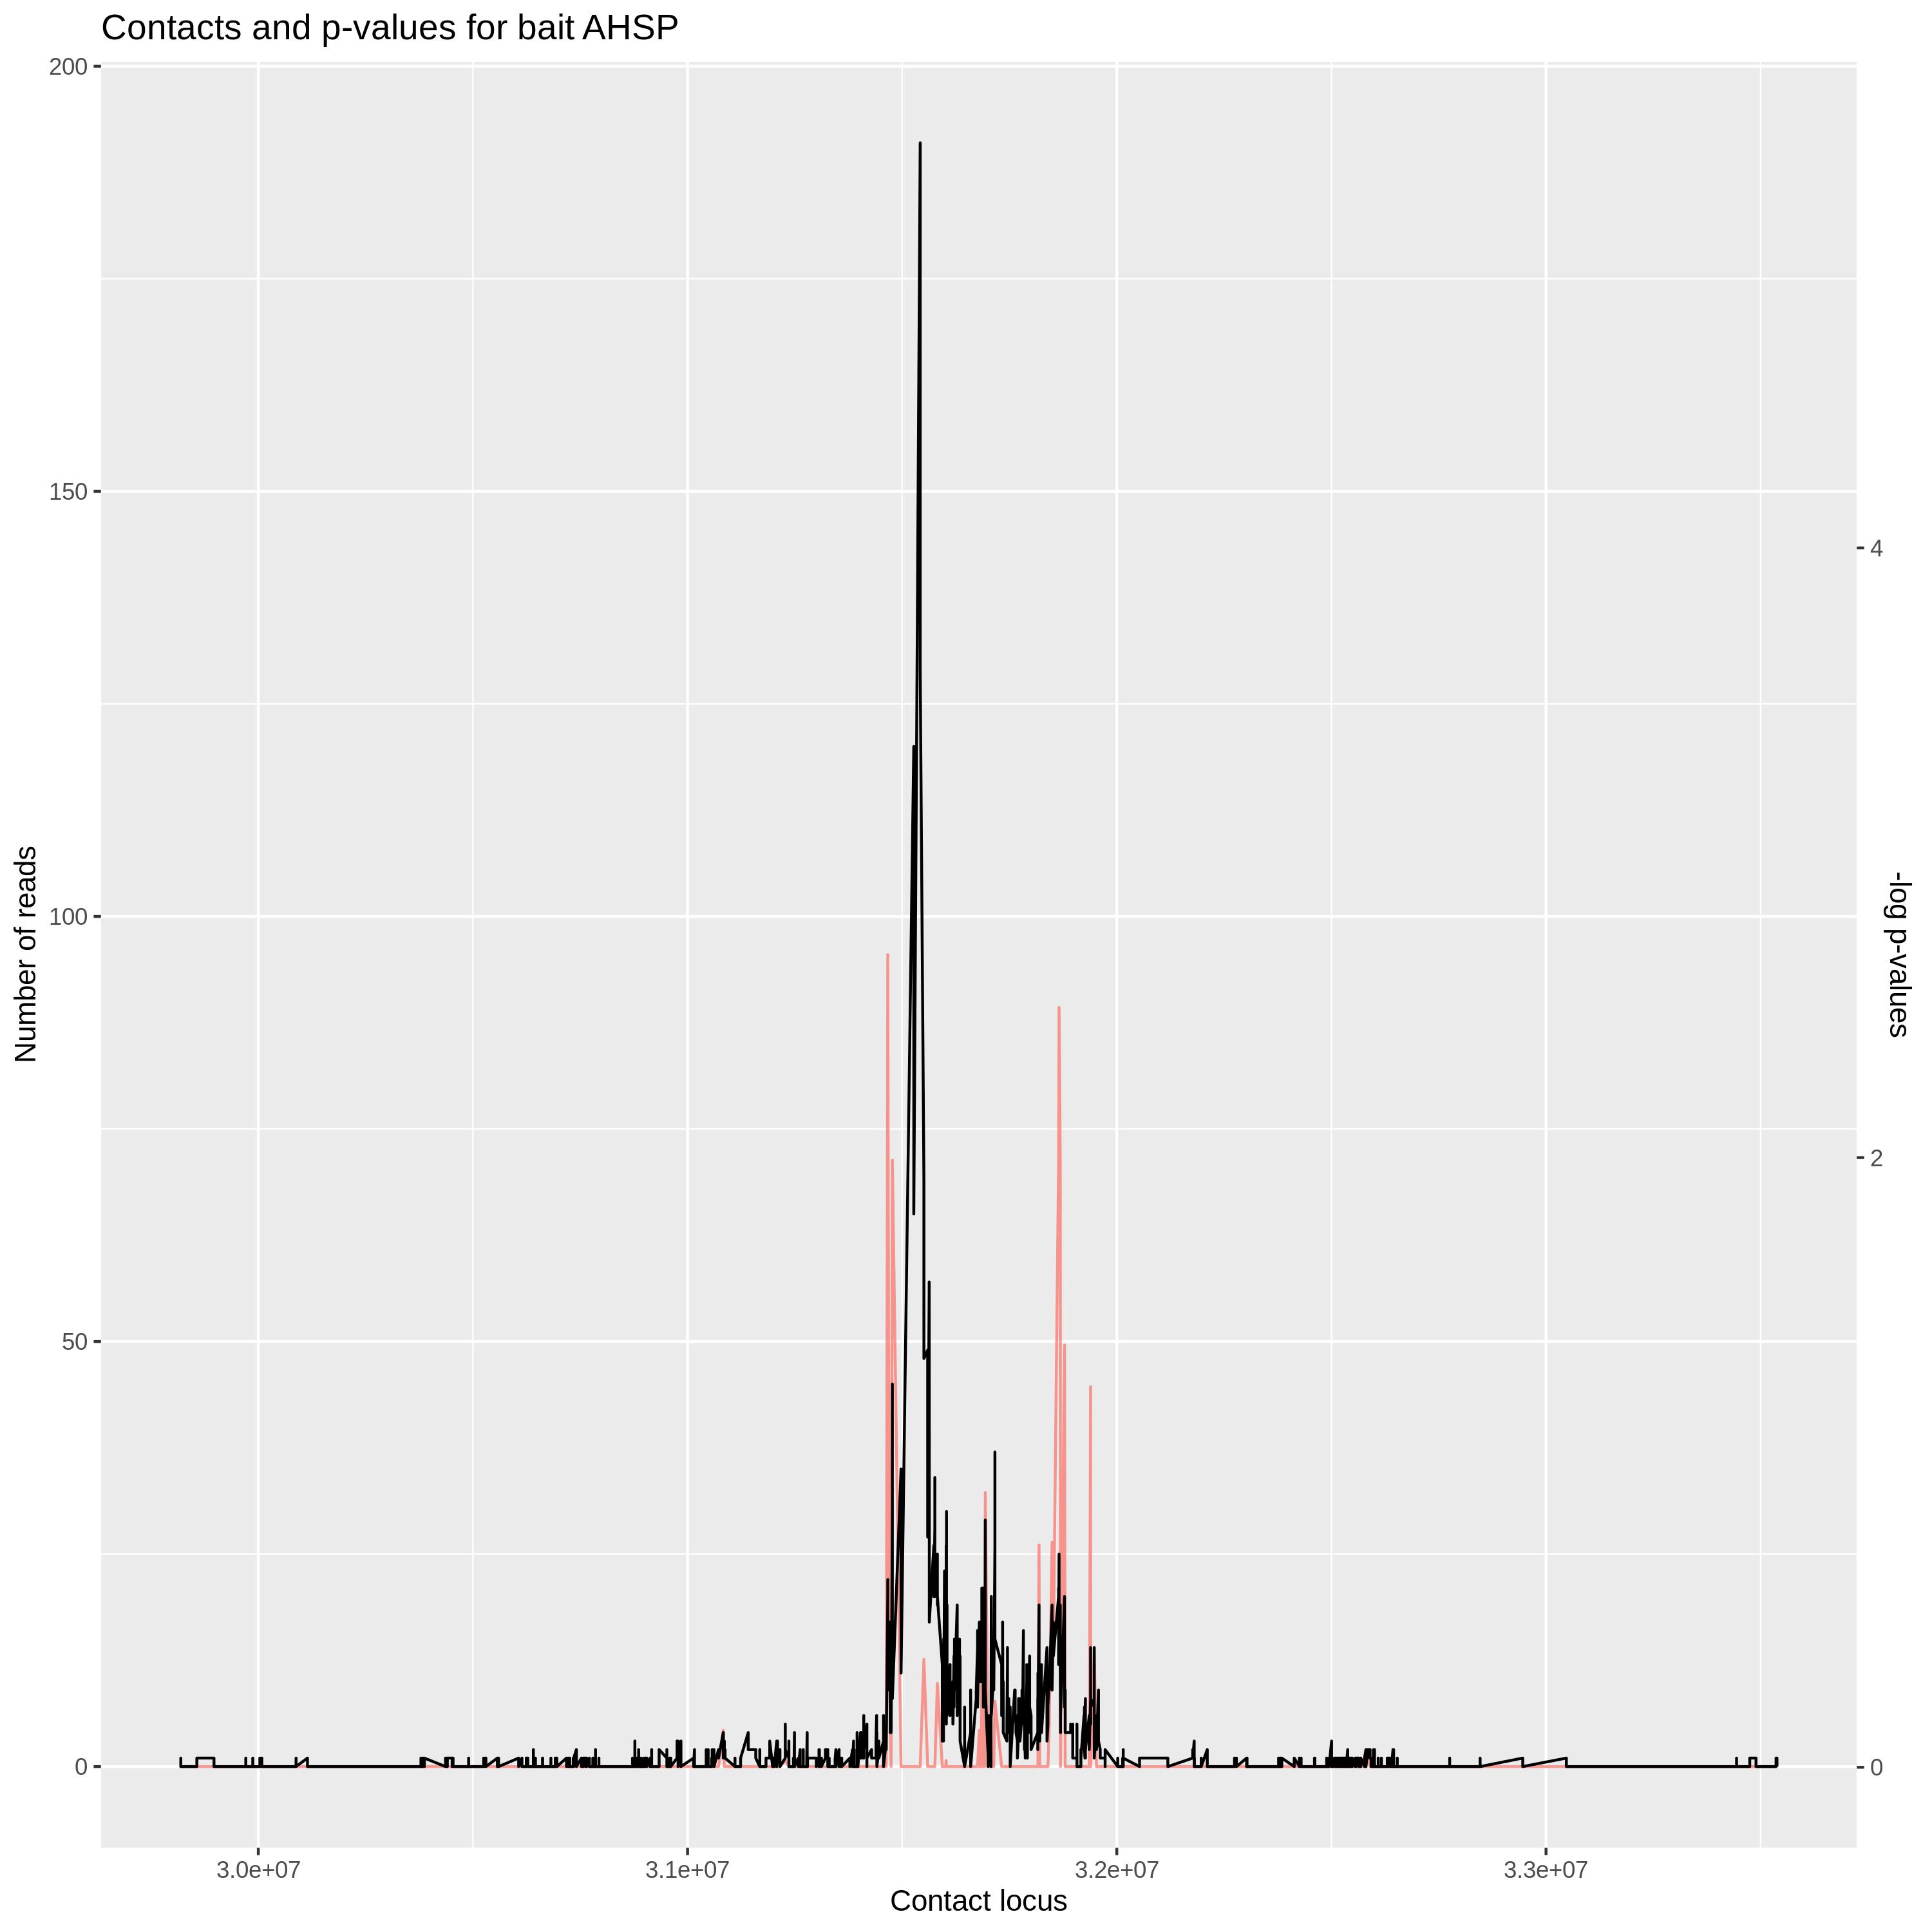 Contacts and p-values for bait AHSP
200
150
100
50
0
Number of reads
4
2
0
-log p-values
3.0e+07
3.1e+07
3.2e+07
3.3e+07
Contact locus